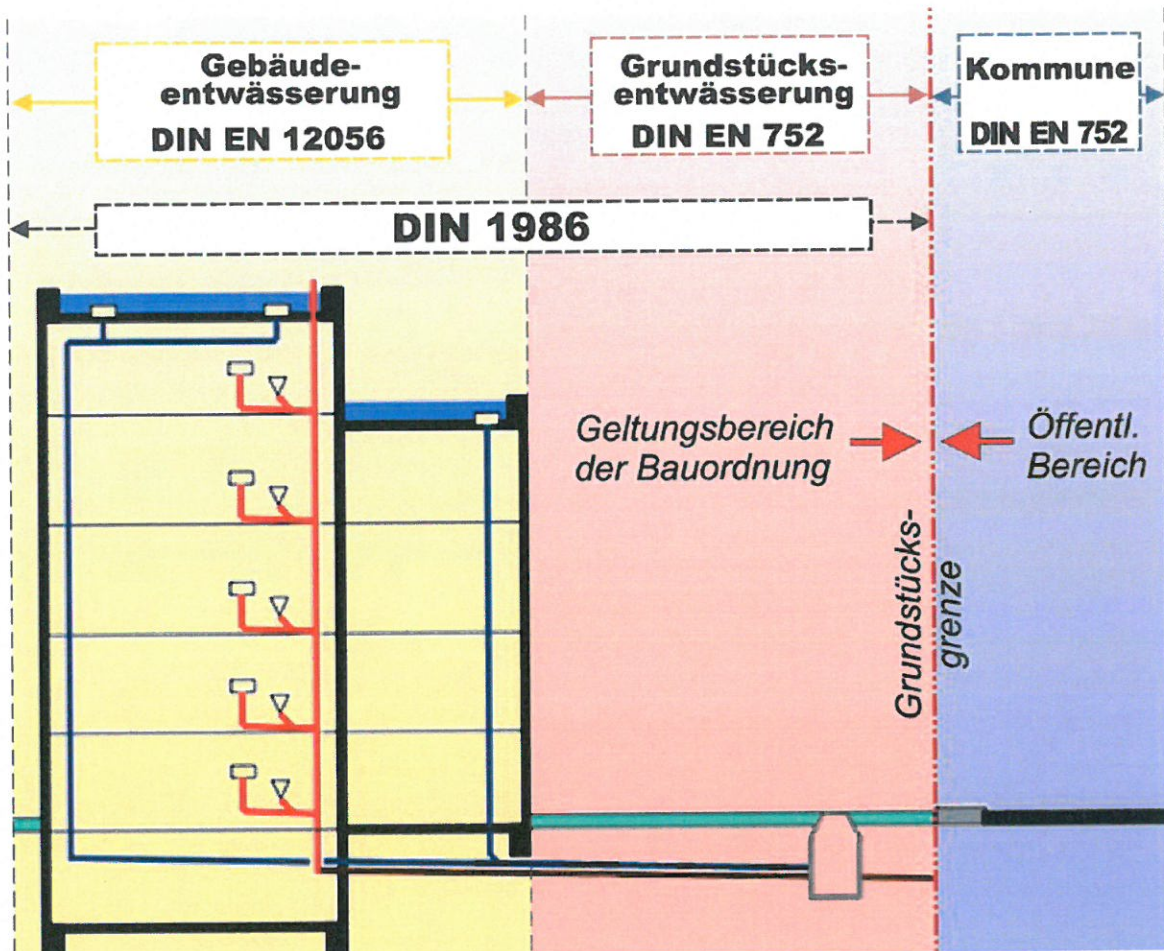 Gebäude-
entwässerung
DIN EN 12056
Grundstücks-
entwässerung
DIN EN 752
Kommune
DIN EN 752
DIN 1986
Geltungsbereich
der Bauordnung
Öffentl.
Bereich
Grundstücks-
grenze